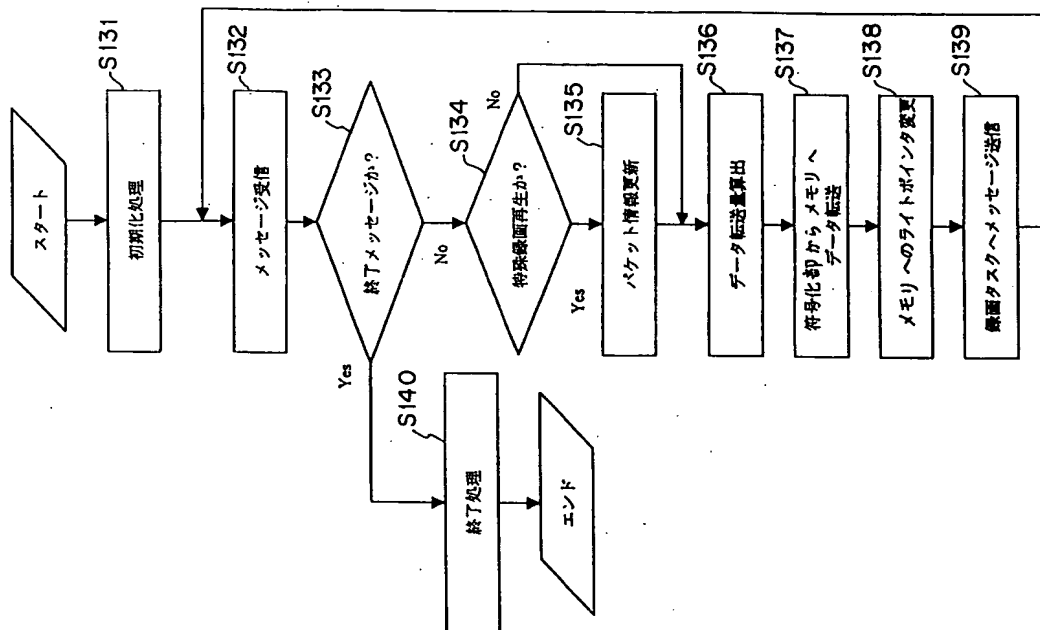 スタート
S131
初期化処理
S132
メッセージ受信
S133
終了メッセージか?
Yes
No
S134
特殊録画再生か?
No
Yes
S135
パケット情報更新
S136
データ転送量算出
S137
符号化部からメモリへ
データ転送
S138
メモリへのライトポインタ変更
S139
録画タスクへメッセージ送信
S140
終了処理
エンド